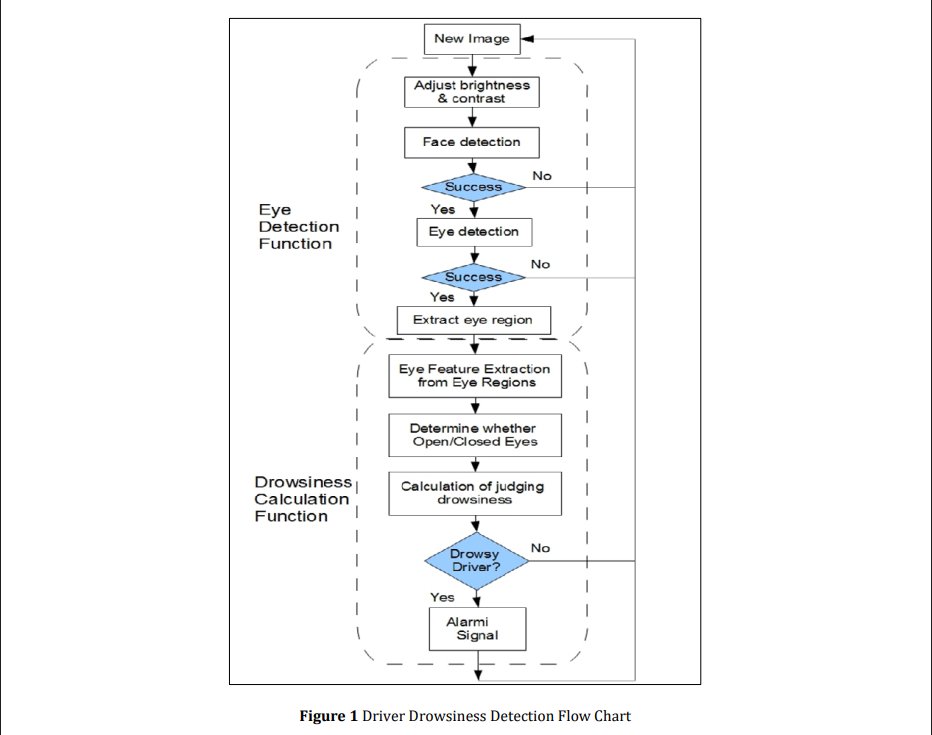 New Image
Adjust brightness
& contrast
Face detection
Success
No
Yes
Eye detection
Eye
Detection
Function
Success
No
Yes
Extract eye region
Eye Feature Extraction
from Eye Regions
Determine whether
Open/Closed Eyes
Drowsiness
Calculation
Function
Calculation of judging
drowsiness
Drowsy
Driver?
No
Yes
Alarmi
Signal
Figure 1 Driver Drowsiness Detection Flow Chart